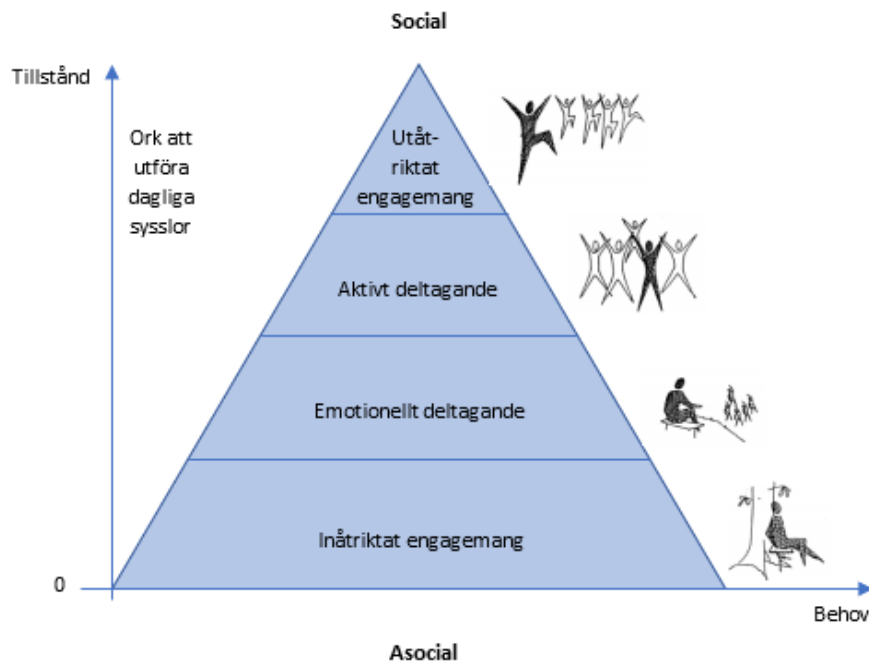 Social
Tillstånd
Ork att
utföra
dagliga
sysslor
Utåt-
riktat
engagemang
Aktivt deltagande
Emotionellt deltagande
Inåtriktat engagemang
0
Behov
Asocial